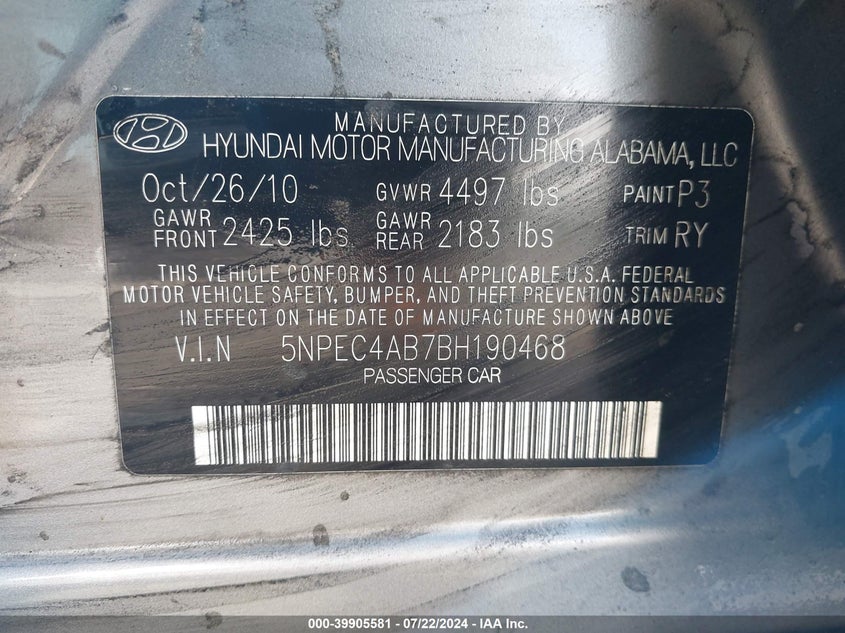 MANUFACTURED BY
HYUNDAI MOTOR MANUFACTURING ALABAMA, LLC
Oct/26/10 GVWR 4497 lbs PAINT P3
GAWR FRONT 2425 lbs GAWR REAR 2183 lbs TRIM RY
THIS VEHICLE CONFORMS TO ALL APPLICABLE U.S.A. FEDERAL
MOTOR VEHICLE SAFETY, BUMPER, AND THEFT PREVENTION STANDARDS
IN EFFECT ON THE DATE OF MANUFACTURE SHOWN ABOVE.
V.I.N 5NPEC4AB7BH190468
PASSENGER CAR
000-39905581 - 07/22/2024 - IAA Inc.